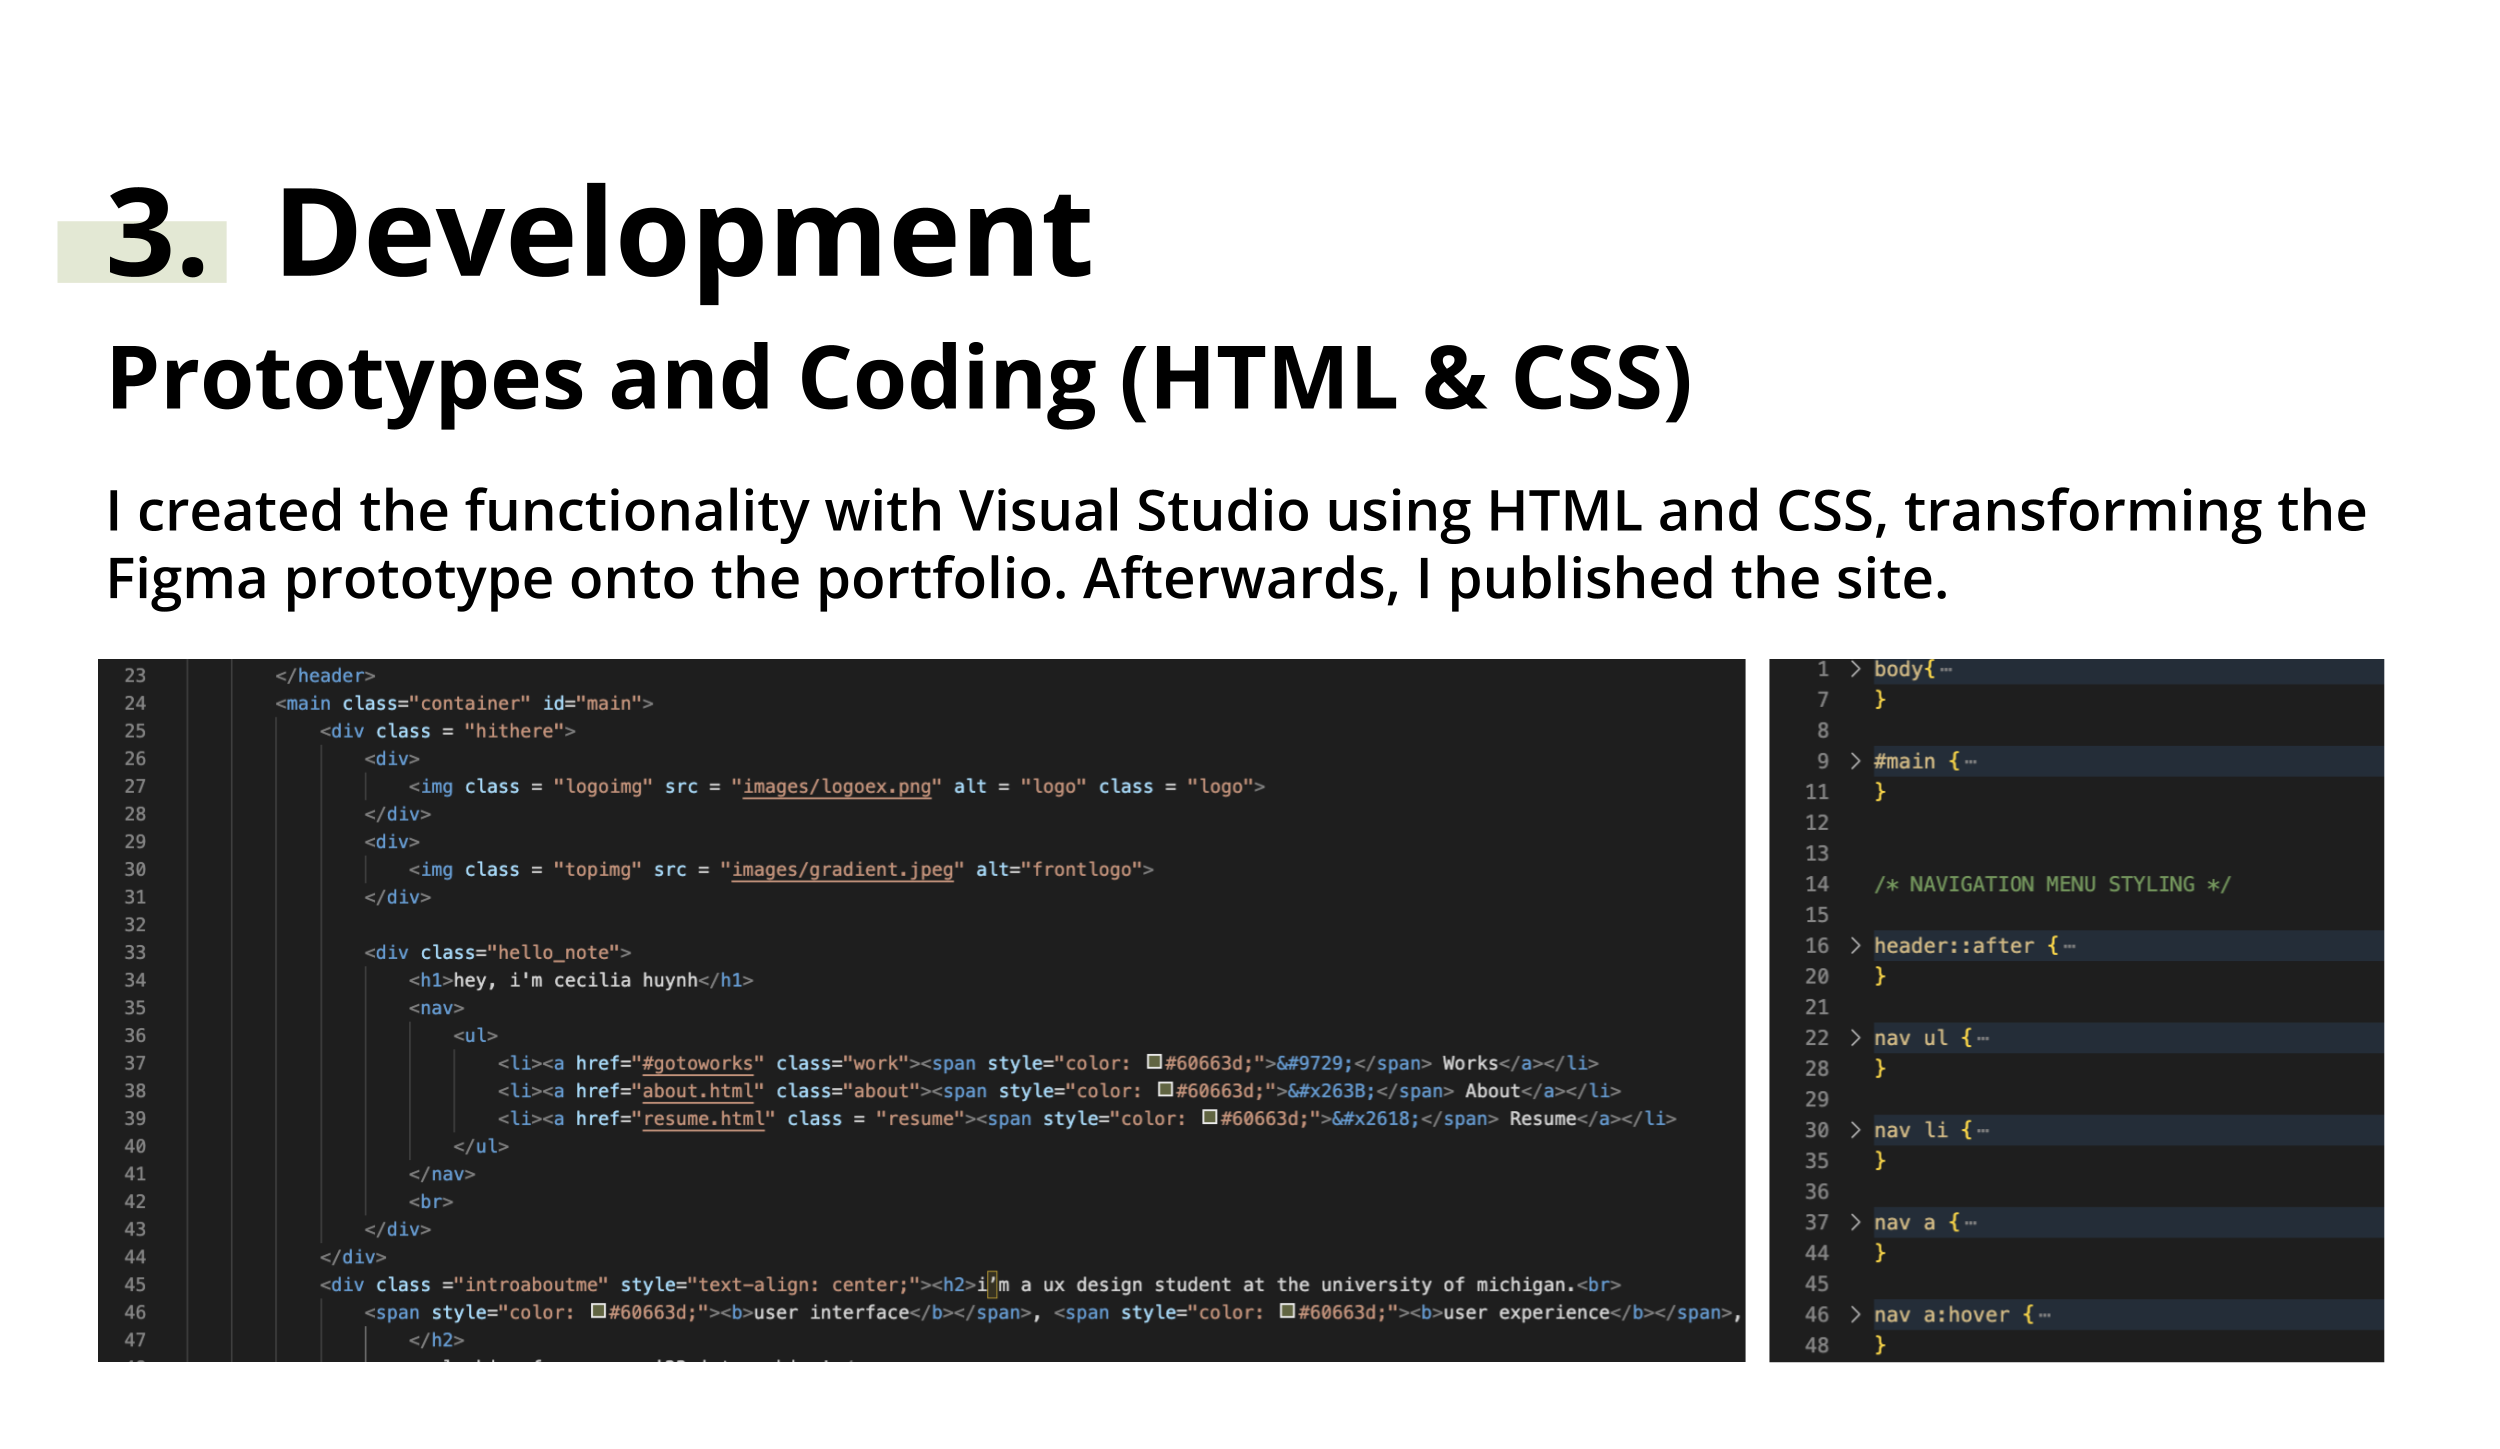 3. Development
Prototypes and Coding (HTML & CSS)
I created the functionality with Visual Studio using HTML and CSS, transforming the
Figma prototype onto the portfolio. Afterwards, I published the site.
23 </header>
24 <main class="container" id="main">
25 <div class = "hithere">
26 <div>
27 <img class = "logoimg" src = "images/logoex.png" alt = "logo" class = "logo">
28 </div>
29 <div>
30 <img class = "topimg" src = "images/gradient.jpeg" alt="frontlogo">
31 </div>
32
33 <div class="hello_note">
34 <h1>hey, i'm cecilia huynh</h1>
35 <nav>
36 <ul>
37 <li><a href="#gotoworks" class="work"><span style="color: #60663d;">&#9729;</span> Works</a></li>
38 <li><a href="about.html" class="about"><span style="color: #60663d;">&#x263B;</span> About</a></li>
39 <li><a href="resume.html" class = "resume"><span style="color: #60663d;">&#x2618;</span> Resume</a></li>
40 </ul>
41 </nav>
42 <br>
43 </div>
44 </div>
45 <div class ="introaboutme" style="text-align: center;"><h2>i’m a ux design student at the university of michigan.<br>
46 <span style="color: #60663d;"><b>user interface</b></span>, <span style="color: #60663d;"><b>user experience</b></span>,
47 </h2>
1 body{⋯
7 }
8
9 #main {⋯
11 }
12
13
14 /* NAVIGATION MENU STYLING */
15
16 header::after {⋯
20 }
21
22 nav ul {⋯
28 }
29
30 nav li {⋯
35 }
36
37 nav a {⋯
44 }
45
46 nav a:hover {⋯
48 }